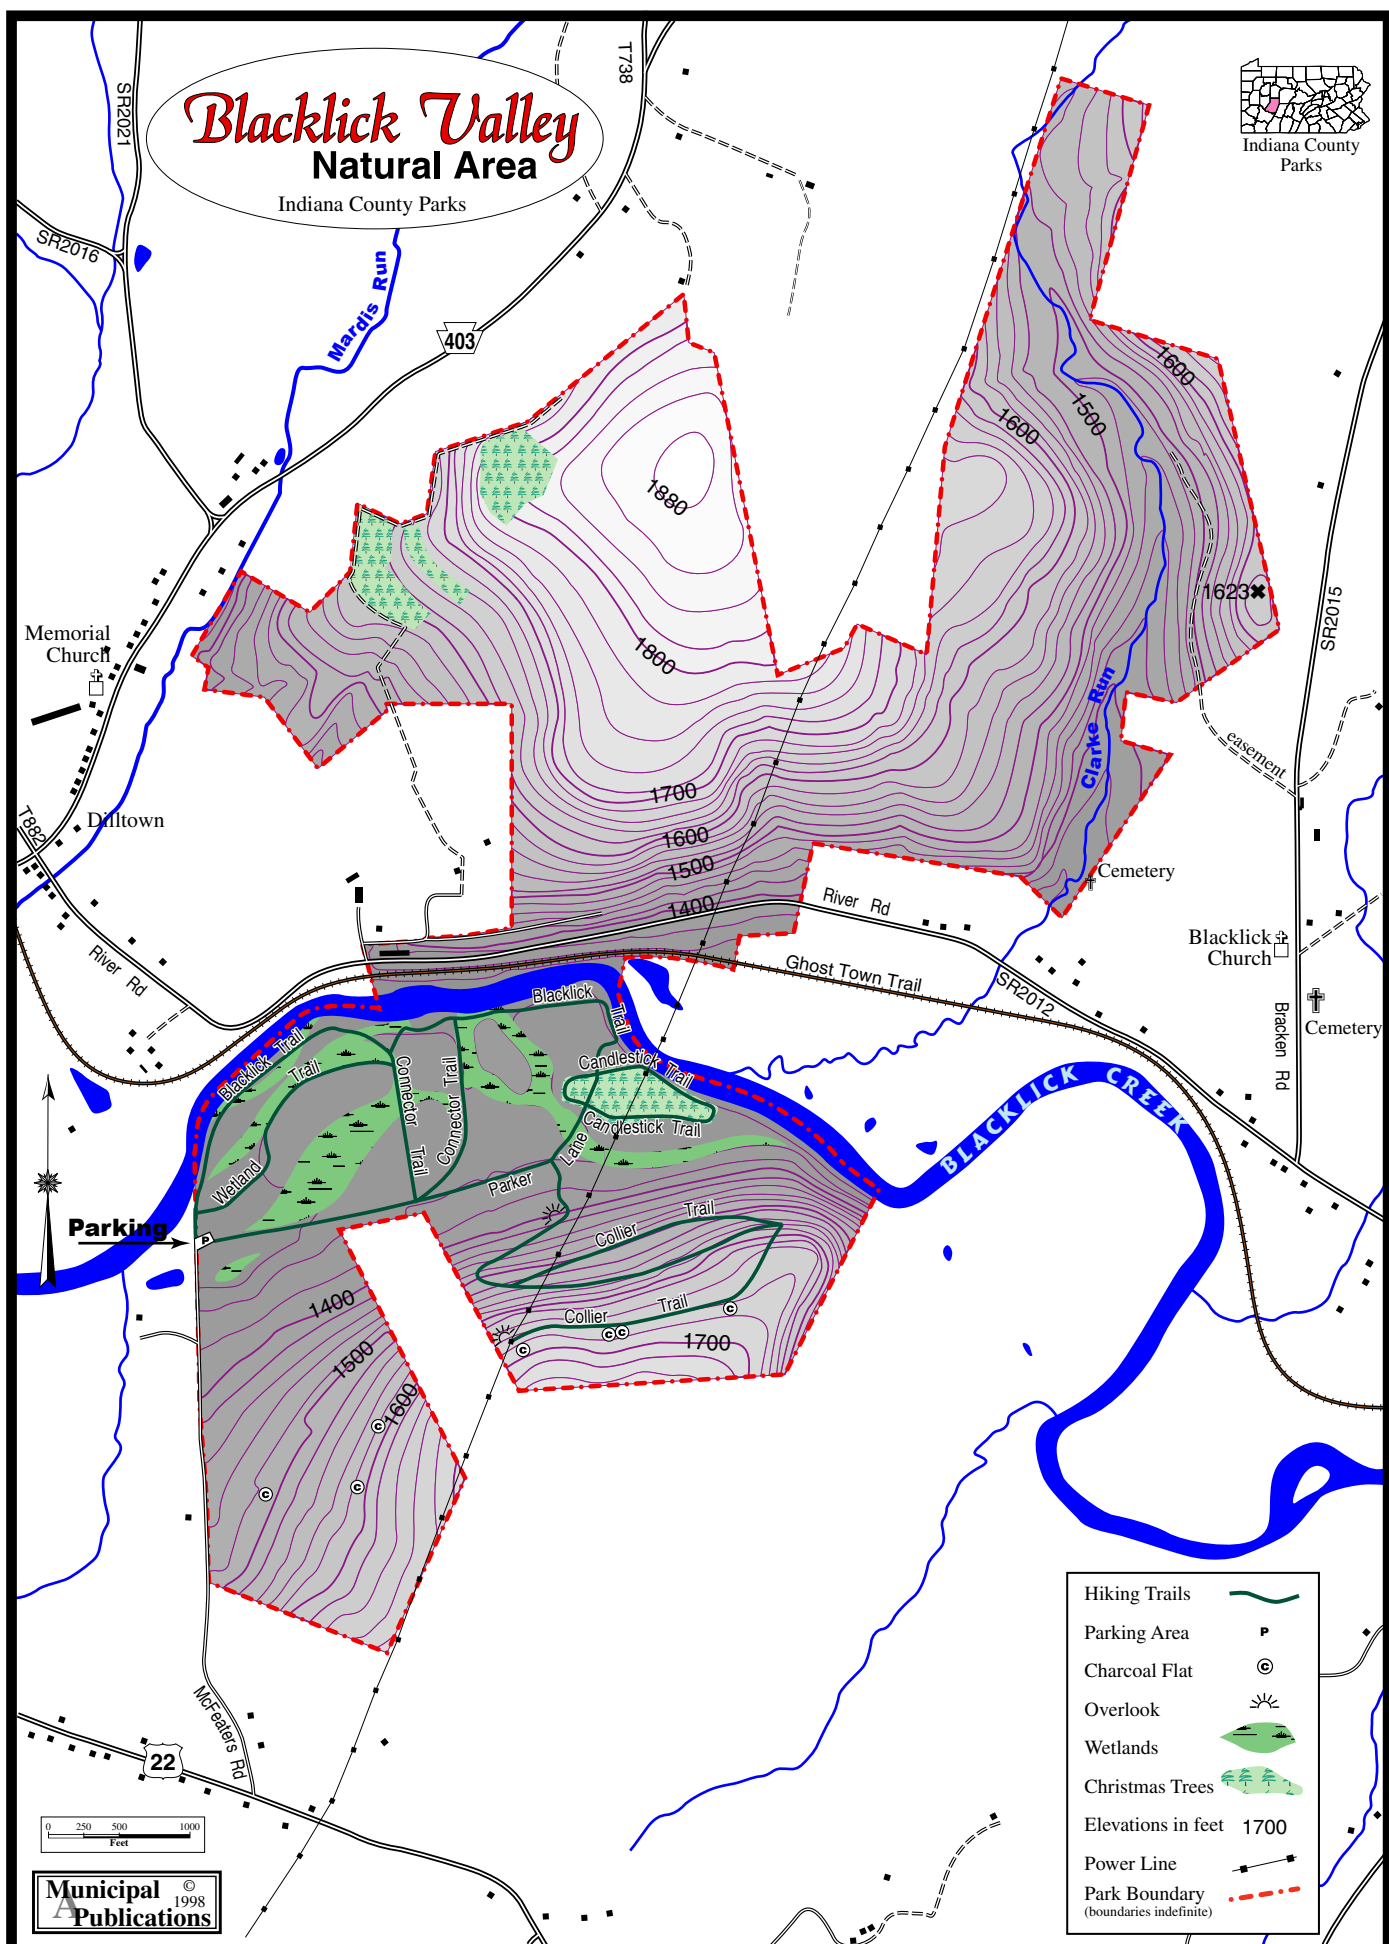 Blacklick Valley
Natural Area
Indiana County Parks
Indiana County
Parks
SR2021
T738
SR2016
Mardis Run
403
1600
1500
1600
1880
1623
SR2015
Memorial
Church
1800
Clarke Run
easement
1700
T882
Dilltown
1600
1500
Cemetery
1400
River Rd
Blacklick
Church
River Rd
Ghost Town Trail
SR2012
Cemetery
Bracken Rd
Blacklick Trail
Blacklick Trail
Trail
Connector Trail
Connector Trail
Candlestick Trail
Candlestick Trail
BLACKLICK CREEK
Wetland
Parker Lane
Parking
P
Collier Trail
1400
Collier Trail
C
C
C
C
1700
1500
1600
C
C
C
McFeaters Rd
22
Hiking Trails
Parking Area P
Charcoal Flat C
Overlook
Wetlands
Christmas Trees
Elevations in feet 1700
Power Line
Park Boundary
(boundaries indefinite)
0 250 500 1000
Feet
A
Municipal © 1998
Publications